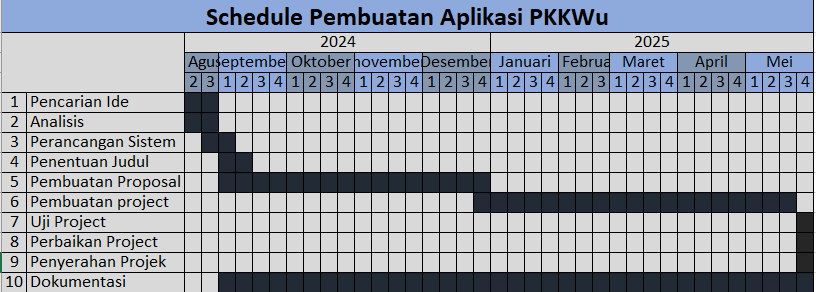 Schedule Pembuatan Aplikasi PKKWu
2024 2025
Agus eptembe Oktober novembe Desember Januari Februa Maret April Mei
2 3 1 2 3 4 1 2 3 4 1 2 3 4 1 2 3 4 1 2 3 4 1 2 3 1 2 3 4 1 2 3 4 1 2 3 4
1 Pencarian Ide
2 Analisis
3 Perancangan Sistem
4 Penentuan Judul
5 Pembuatan Proposal
6 Pembuatan project
7 Uji Project
8 Perbaikan Project
9 Penyerahan Projek
10 Dokumentasi